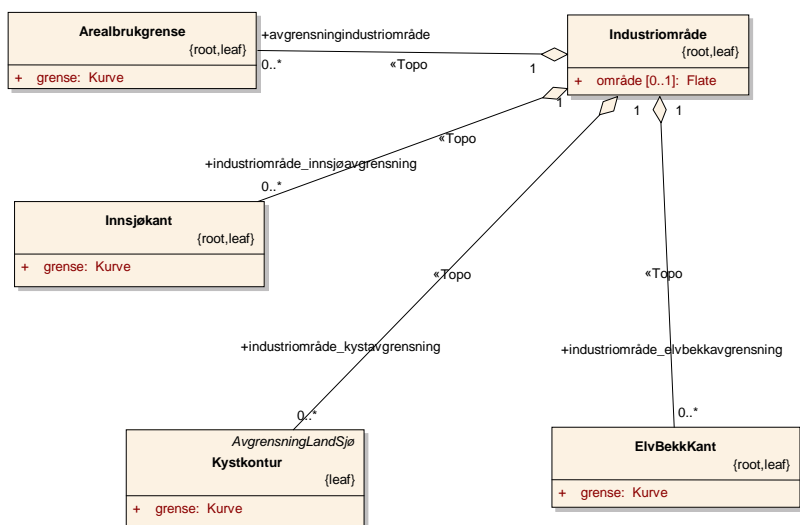 Arealbrukgrense
{root,leaf}
+ grense: Kurve
+avgrensningindustriområde
0..*
«Topo
1
Industriområde
{root,leaf}
+ område [0..1]: Flate
1
1
1
«Topo
+industriområde_innsjøavgrensning
0..*
Innsjøkant
{root,leaf}
+ grense: Kurve
«Topo
«Topo
+industriområde_kystavgrensning
+industriområde_elvbekkavgrensning
0..*
0..*
AvgrensningLandSjø
Kystkontur
{leaf}
+ grense: Kurve
ElvBekkKant
{root,leaf}
+ grense: Kurve